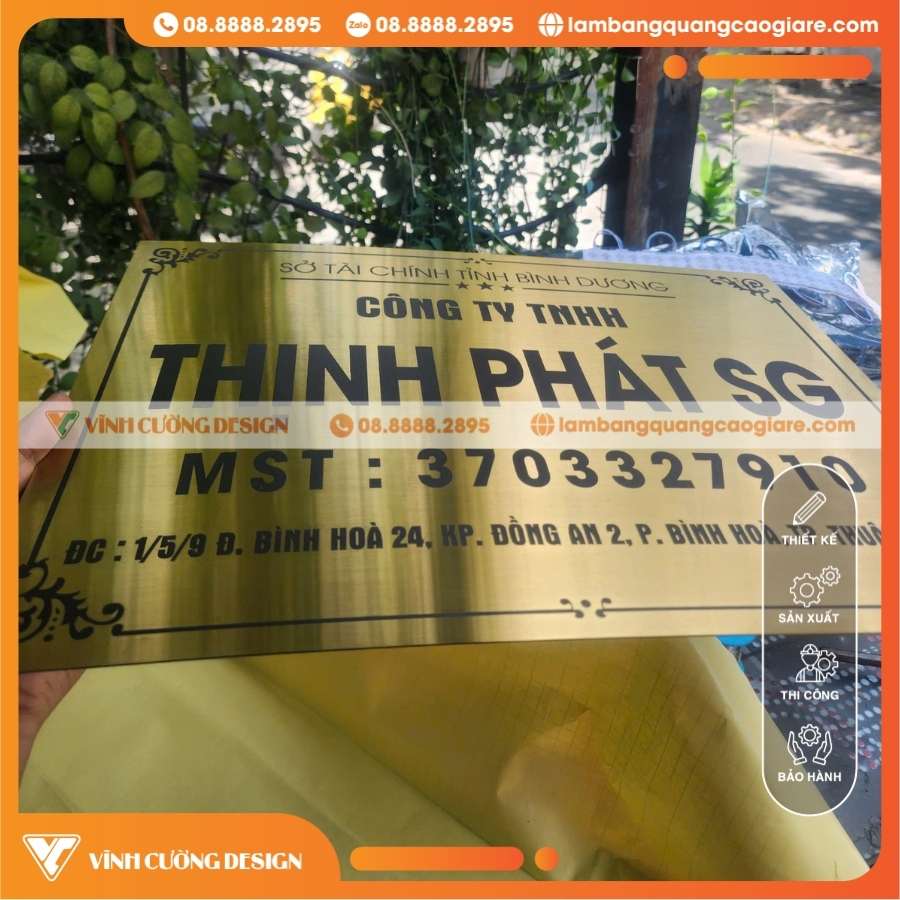 08.8888.2895 Zalo 08.8888.2895 lambangquangcaogiare.com
SỞ TÀI CHÍNH TỈNH BÌNH DƯƠNG
CÔNG TY TNHH
THINH PHÁT SG
VĨNH CƯỜNG DESIGN 08.8888.2895 lambangquangcaogiare.com
MST : 3703327910
ĐC : 1/5/9 Đ. BÌNH HOÀ 24, KP. ĐỒNG AN 2, P. BÌNH HOÀ, TP.
THIẾT KẾ
SẢN XUẤT
THI CÔNG
BẢO HÀNH
VĨNH CƯỜNG DESIGN